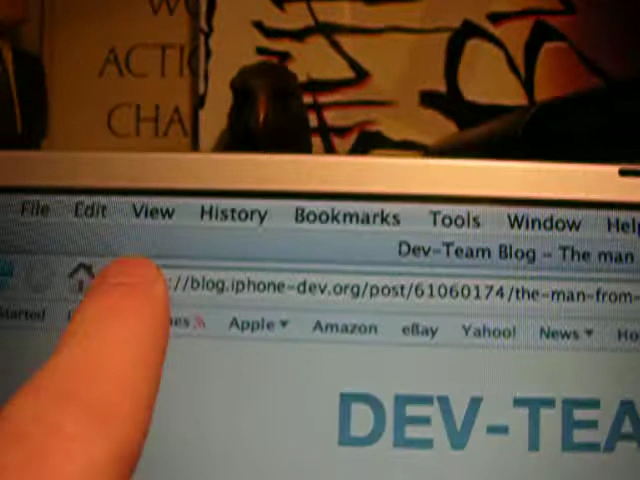 ACTI
CHA
File Edit View History Bookmarks Tools Window Help
Dev-Team Blog – The man
://blog.iphone-dev.org/post/61060174/the-man-from-
Started
Apple Amazon eBay Yahoo! News
DEV-TEA